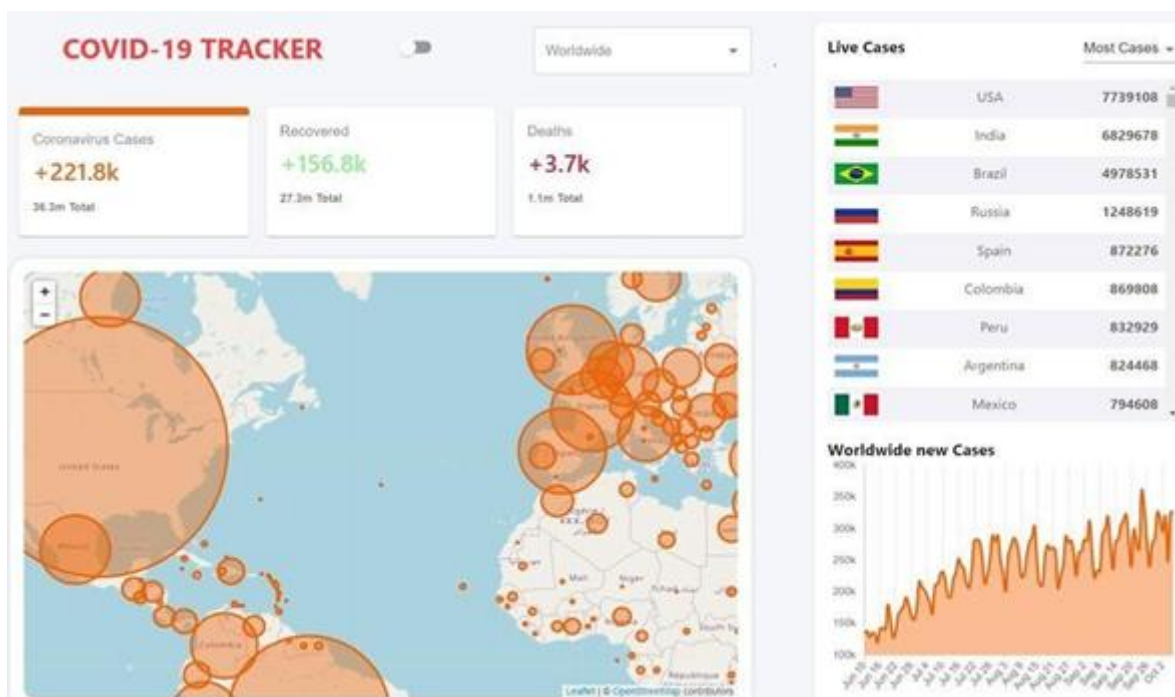 COVID-19 TRACKER
Worldwide
Coronavirus Cases
+221.8k
36.3m Total
Recovered
+156.8k
27.3m Total
Deaths
+3.7k
1.1m Total
+
−
United States
Mexico
Colombia
France
Mali
Niger
Leaflet | © OpenStreetMap contributors
Live Cases
Most Cases
USA 7739108
India 6829678
Brazil 4978531
Russia 1248619
Spain 872276
Colombia 869808
Peru 832929
Argentina 824468
Mexico 794608
Worldwide new Cases
400k
350k
300k
250k
200k
150k
100k